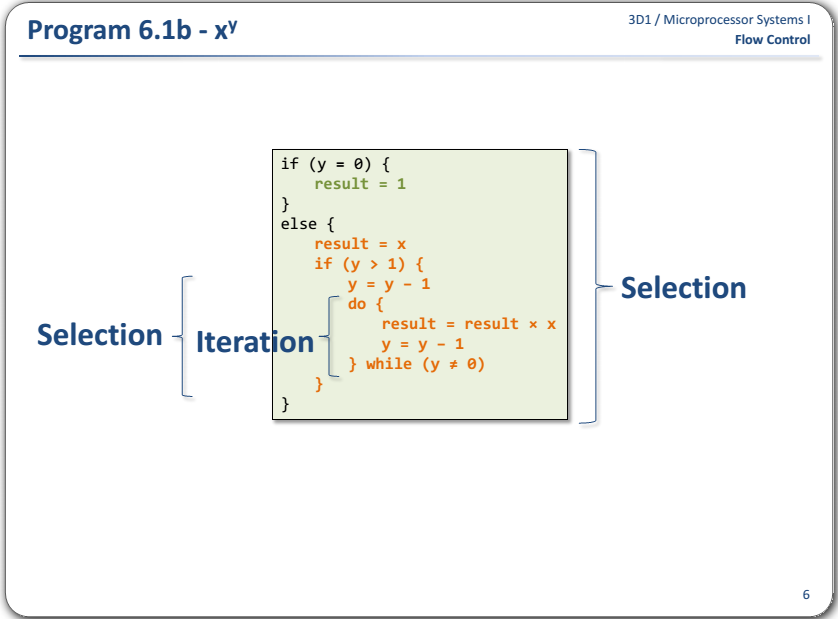 Program 6.1b - xʸ
3D1 / Microprocessor Systems I
Flow Control
if (y = 0) {
result = 1
}
else {
result = x
if (y > 1) {
y = y – 1
do {
result = result × x
y = y – 1
} while (y ≠ 0)
}
}
Selection
Iteration
Selection
6